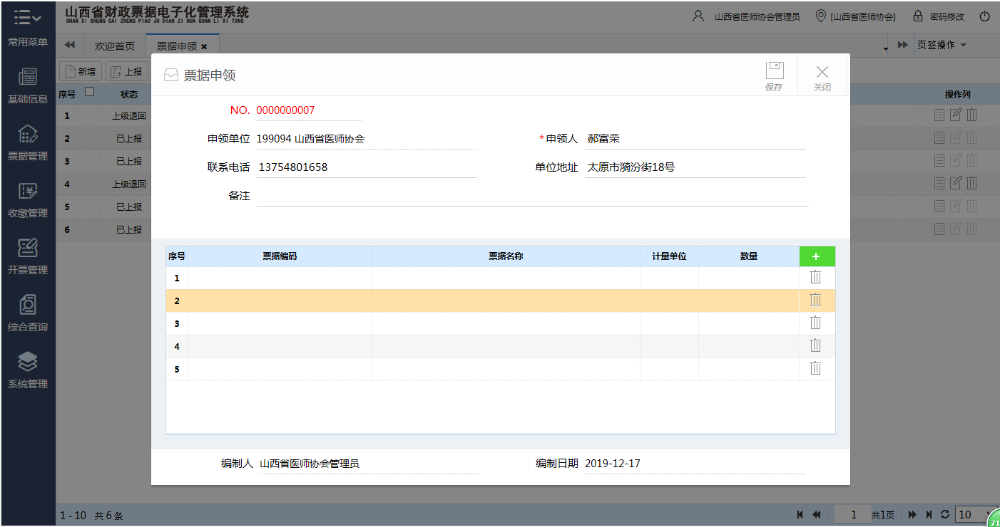 山西省财政票据电子化管理系统
SHAN XI SHENG CAI ZHENG PIAO JU DIAN ZI HUA GUAN LI XI TONG
山西省医师协会管理员 [山西省医师协会] 密码修改
常用菜单
基础信息
票据管理
收缴管理
开票管理
综合查询
系统管理
欢迎首页 票据申领 页签操作
新增 上报
序号 状态 操作列
1 上级退回
2 已上报
3 已上报
4 上级退回
5 已上报
6 已上报
票据申领 保存 关闭
NO. 0000000007
申领单位 199094 山西省医师协会 *申领人 郝富荣
联系电话 13754801658 单位地址 太原市漪汾街18号
备注
序号 票据编码 票据名称 计量单位 数量 +
1
2
3
4
5
编制人 山西省医师协会管理员 编制日期 2019-12-17
1 - 10 共 6 条 1 共1页 10
71